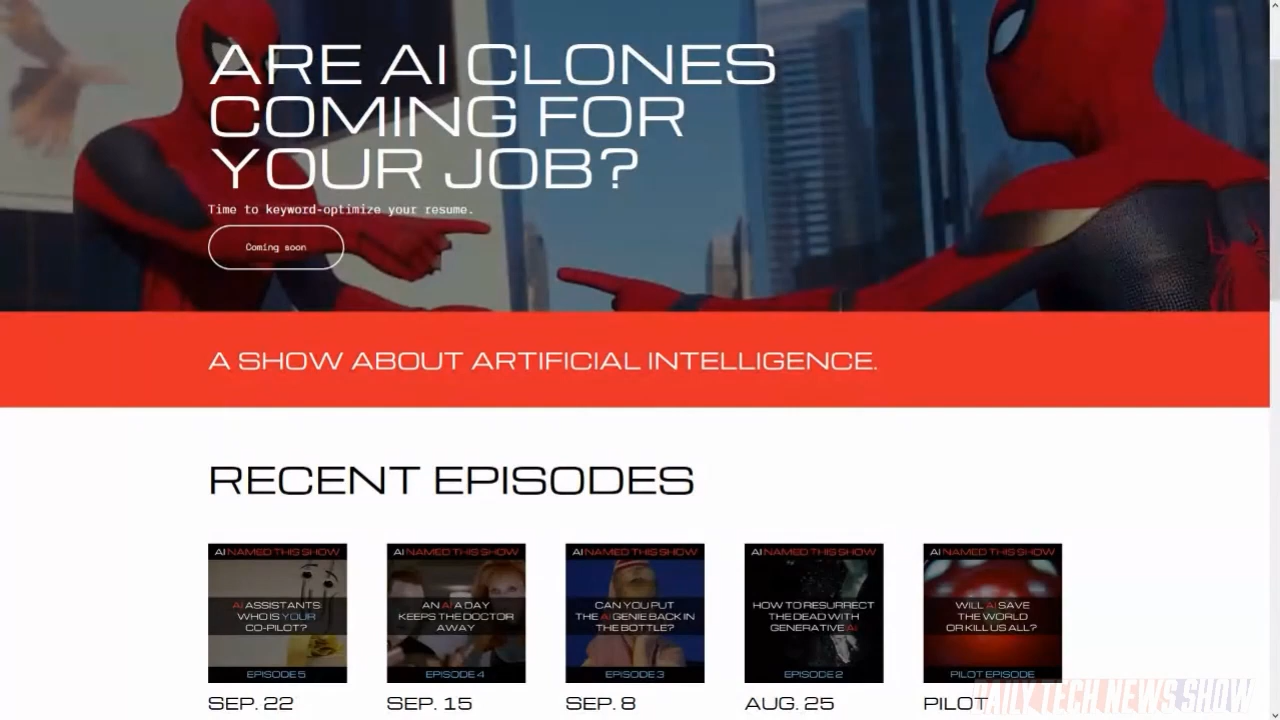 ARE AI CLONES
COMING FOR
YOUR JOB?
Time to keyword-optimize your resume.
Coming soon
A SHOW ABOUT ARTIFICIAL INTELLIGENCE.
RECENT EPISODES
AI NAMED THIS SHOW
AI ASSISTANTS:
WHO IS YOUR
CO-PILOT?
EPISODE 5
SEP. 22
AI NAMED THIS SHOW
AN AI A DAY
KEEPS THE DOCTOR
AWAY
EPISODE 4
SEP. 15
AI NAMED THIS SHOW
CAN YOU PUT
THE AI GENIE BACK IN
THE BOTTLE?
EPISODE 3
SEP. 8
AI NAMED THIS SHOW
HOW TO RESURRECT
THE DEAD WITH
GENERATIVE AI
EPISODE 2
AUG. 25
AI NAMED THIS SHOW
WILL AI SAVE
THE WORLD
OR KILL US ALL?
PILOT EPISODE
PILOT
DAILY TECH NEWS SHOW